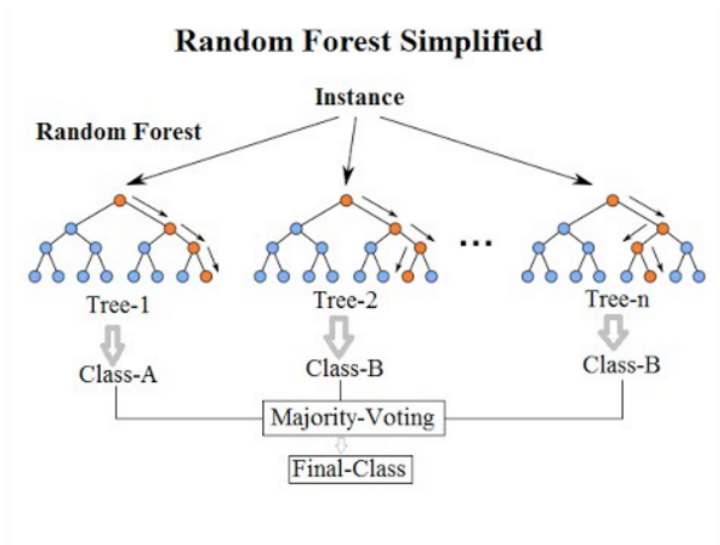 Random Forest Simplified
Instance
Random Forest
...
Tree-1
Tree-2
Tree-n
Class-A
Class-B
Class-B
Majority-Voting
Final-Class